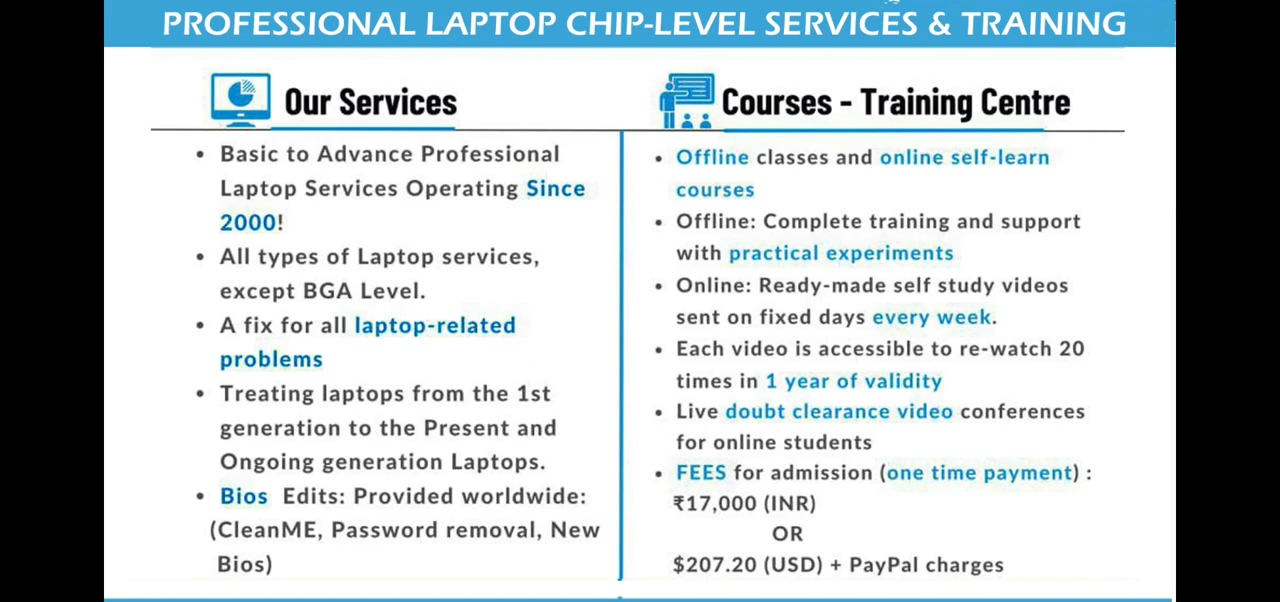 PROFESSIONAL LAPTOP CHIP-LEVEL SERVICES & TRAINING
Our Services
• Basic to Advance Professional
Laptop Services Operating Since
2000!
• All types of Laptop services,
except BGA Level.
• A fix for all laptop-related
problems
• Treating laptops from the 1st
generation to the Present and
Ongoing generation Laptops.
• Bios Edits: Provided worldwide:
(CleanME, Password removal, New
Bios)
Courses - Training Centre
• Offline classes and online self-learn
courses
• Offline: Complete training and support
with practical experiments
• Online: Ready-made self study videos
sent on fixed days every week.
• Each video is accessible to re-watch 20
times in 1 year of validity
• Live doubt clearance video conferences
for online students
• FEES for admission (one time payment) :
₹17,000 (INR)
OR
$207.20 (USD) + PayPal charges